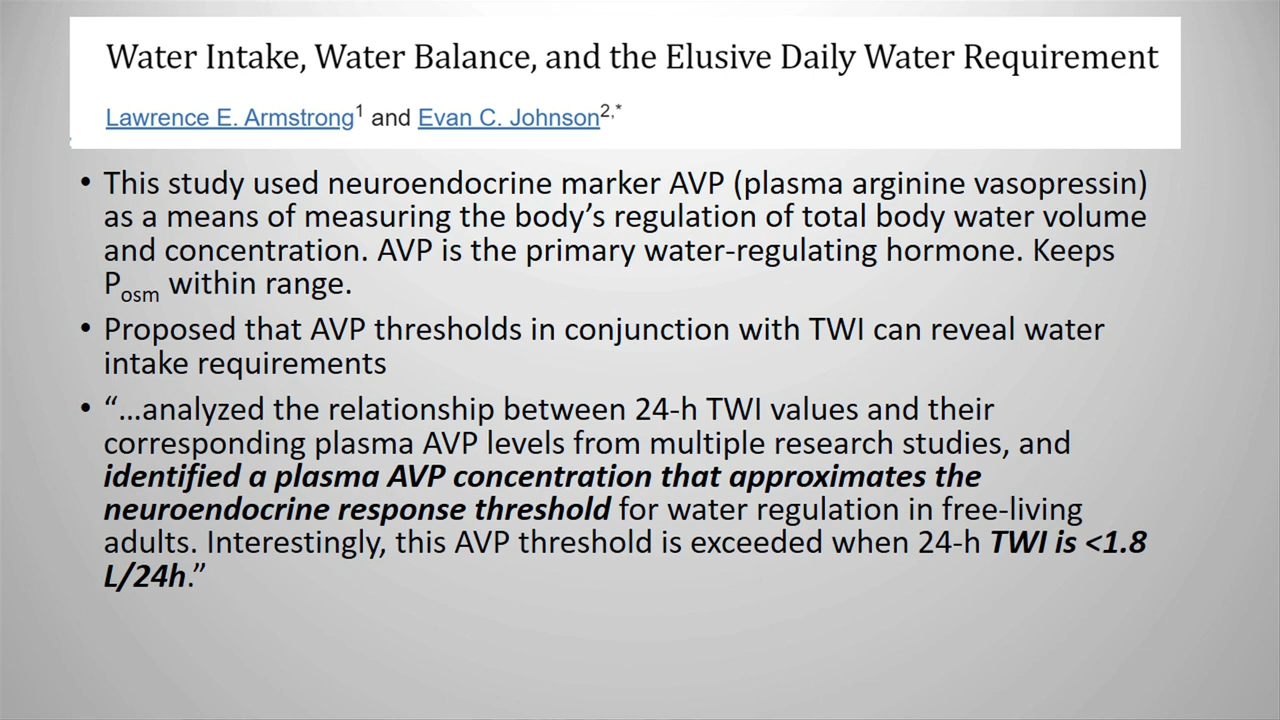 Water Intake, Water Balance, and the Elusive Daily Water Requirement
Lawrence E. Armstrong1 and Evan C. Johnson2,*
• This study used neuroendocrine marker AVP (plasma arginine vasopressin)
as a means of measuring the body’s regulation of total body water volume
and concentration. AVP is the primary water-regulating hormone. Keeps
Posm within range.
• Proposed that AVP thresholds in conjunction with TWI can reveal water
intake requirements
• “…analyzed the relationship between 24-h TWI values and their
corresponding plasma AVP levels from multiple research studies, and
identified a plasma AVP concentration that approximates the
neuroendocrine response threshold for water regulation in free-living
adults. Interestingly, this AVP threshold is exceeded when 24-h TWI is <1.8
L/24h.”